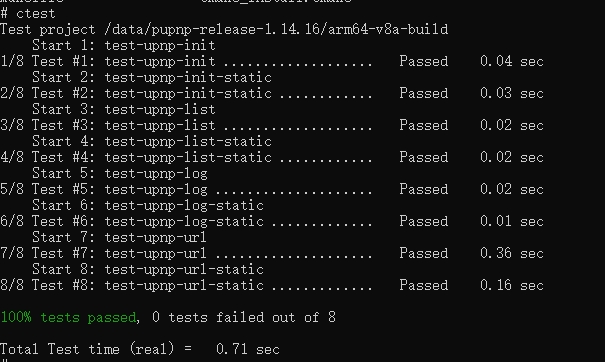 # ctest
Test project /data/pupnp-release-1.14.16/arm64-v8a-build
    Start 1: test-upnp-init
1/8 Test #1: test-upnp-init ...................   Passed    0.04 sec
    Start 2: test-upnp-init-static
2/8 Test #2: test-upnp-init-static ............   Passed    0.03 sec
    Start 3: test-upnp-list
3/8 Test #3: test-upnp-list ...................   Passed    0.02 sec
    Start 4: test-upnp-list-static
4/8 Test #4: test-upnp-list-static ............   Passed    0.02 sec
    Start 5: test-upnp-log
5/8 Test #5: test-upnp-log ....................   Passed    0.02 sec
    Start 6: test-upnp-log-static
6/8 Test #6: test-upnp-log-static .............   Passed    0.01 sec
    Start 7: test-upnp-url
7/8 Test #7: test-upnp-url ....................   Passed    0.36 sec
    Start 8: test-upnp-url-static
8/8 Test #8: test-upnp-url-static .............   Passed    0.16 sec

100% tests passed, 0 tests failed out of 8

Total Test time (real) =   0.71 sec